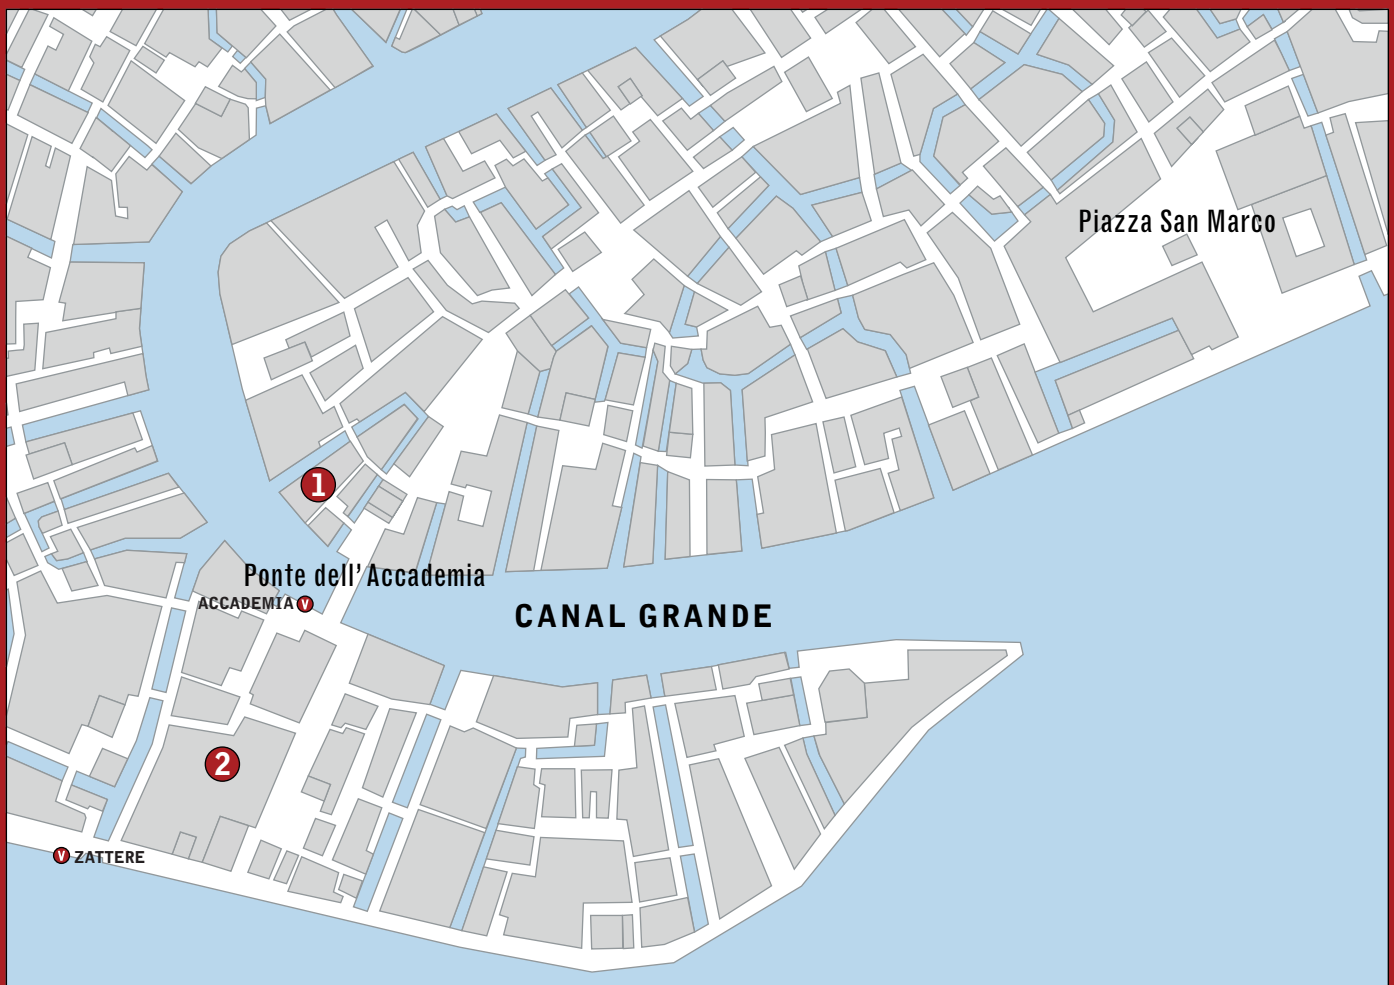 Piazza San Marco
1
Ponte dell'Accademia
ACCADEMIA V
CANAL GRANDE
2
V ZATTERE